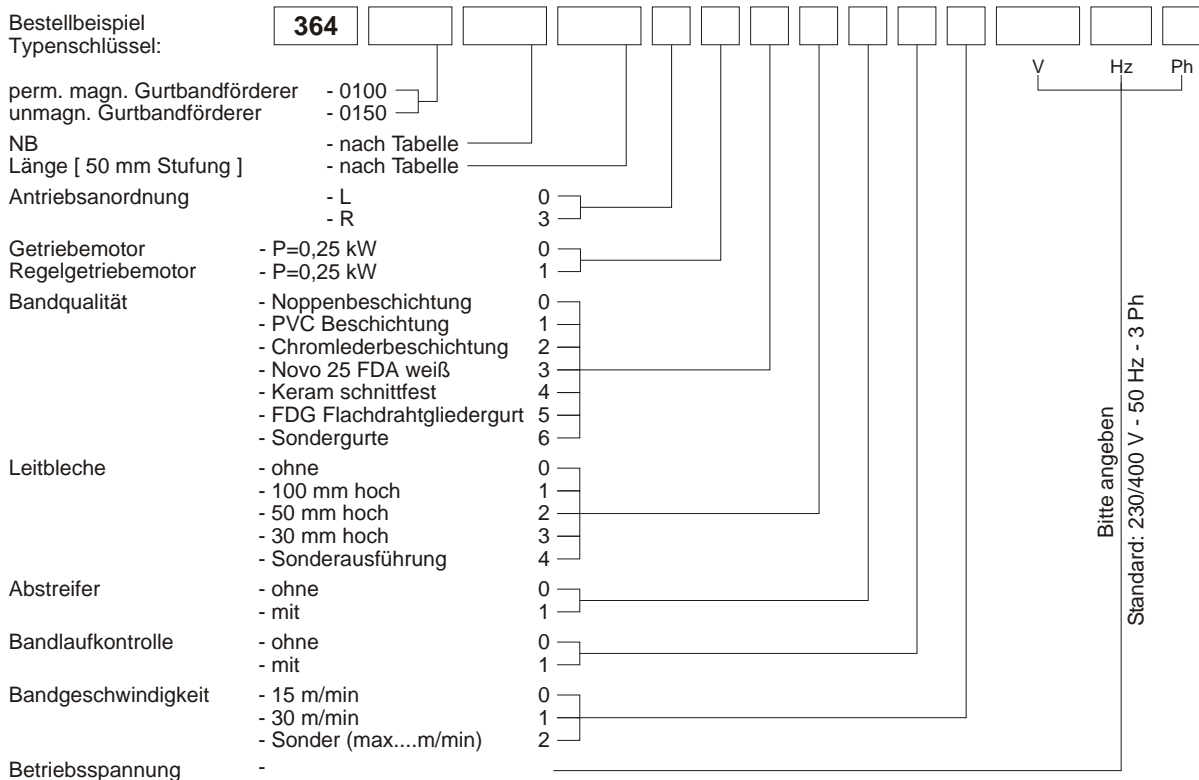 Bestellbeispiel
Typenschlüssel:
364
V Hz Ph
perm. magn. Gurtbandförderer - 0100
unmagn. Gurtbandförderer - 0150
NB - nach Tabelle
Länge [ 50 mm Stufung ] - nach Tabelle
Antriebsanordnung - L 0
- R 3
Getriebemotor - P=0,25 kW 0
Regelgetriebemotor - P=0,25 kW 1
Bandqualität - Noppenbeschichtung 0
- PVC Beschichtung 1
- Chromlederbeschichtung 2
- Novo 25 FDA weiß 3
- Keram schnittfest 4
- FDG Flachdrahtgliedergurt 5
- Sondergurte 6
Leitbleche - ohne 0
- 100 mm hoch 1
- 50 mm hoch 2
- 30 mm hoch 3
- Sonderausführung 4
Abstreifer - ohne 0
- mit 1
Bandlaufkontrolle - ohne 0
- mit 1
Bandgeschwindigkeit - 15 m/min 0
- 30 m/min 1
- Sonder (max....m/min) 2
Betriebsspannung -
Bitte angeben
Standard: 230/400 V - 50 Hz - 3 Ph